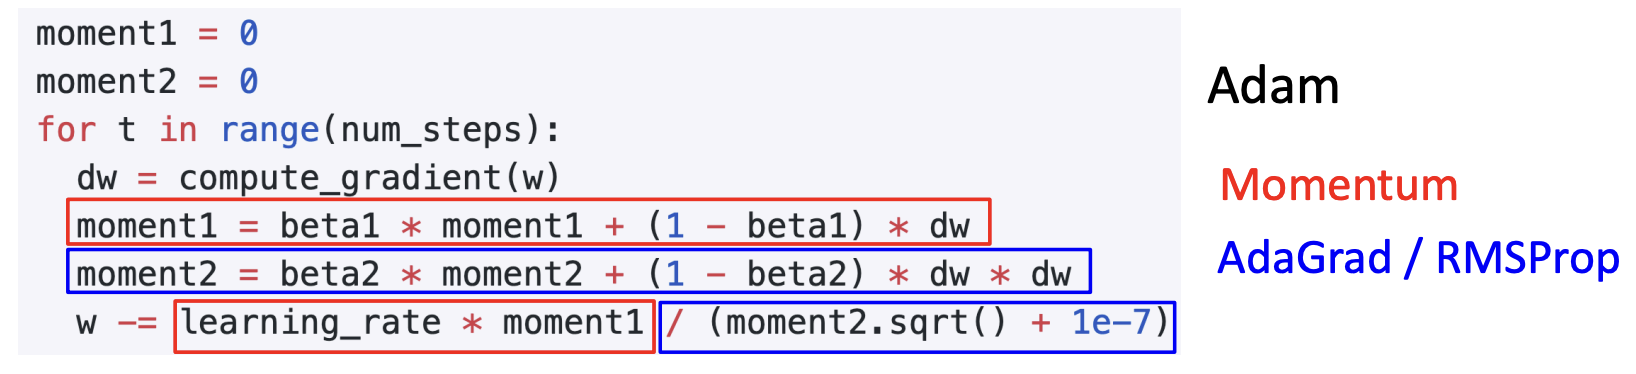 moment1 = 0
moment2 = 0
for t in range(num_steps):
  dw = compute_gradient(w)
  moment1 = beta1 * moment1 + (1 - beta1) * dw
  moment2 = beta2 * moment2 + (1 - beta2) * dw * dw
  w -= learning_rate * moment1 / (moment2.sqrt() + 1e-7)
Adam
Momentum
AdaGrad / RMSProp